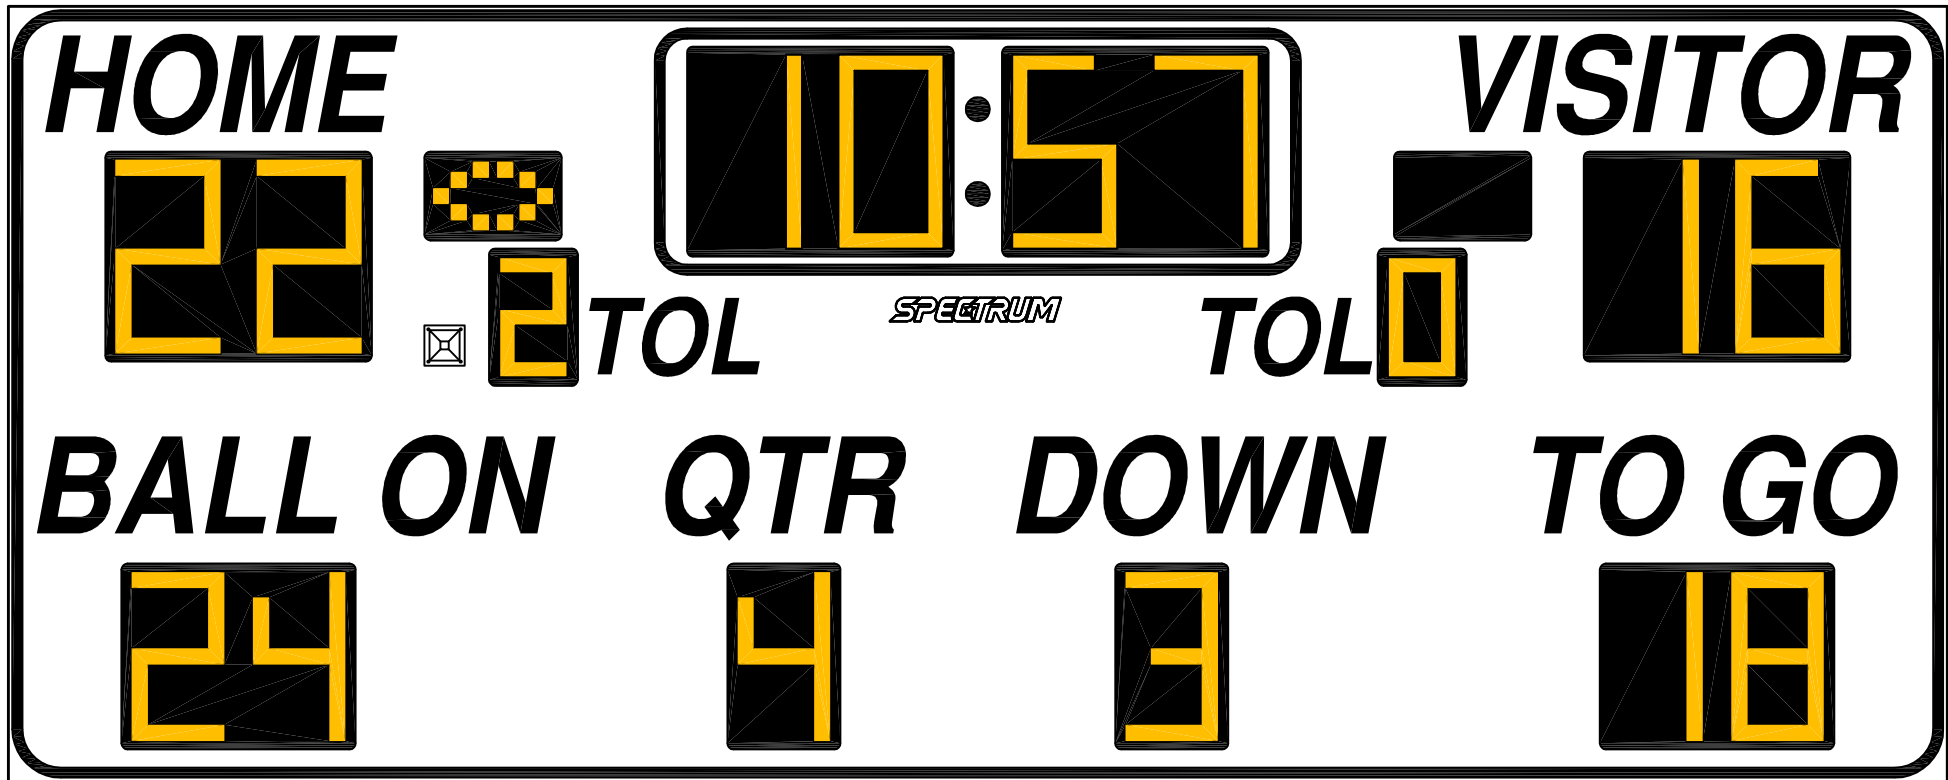 HOME 10:57 VISITOR
22 16
2 TOL SPECTRUM TOL 0
BALL ON QTR DOWN TO GO
24 4 3 18